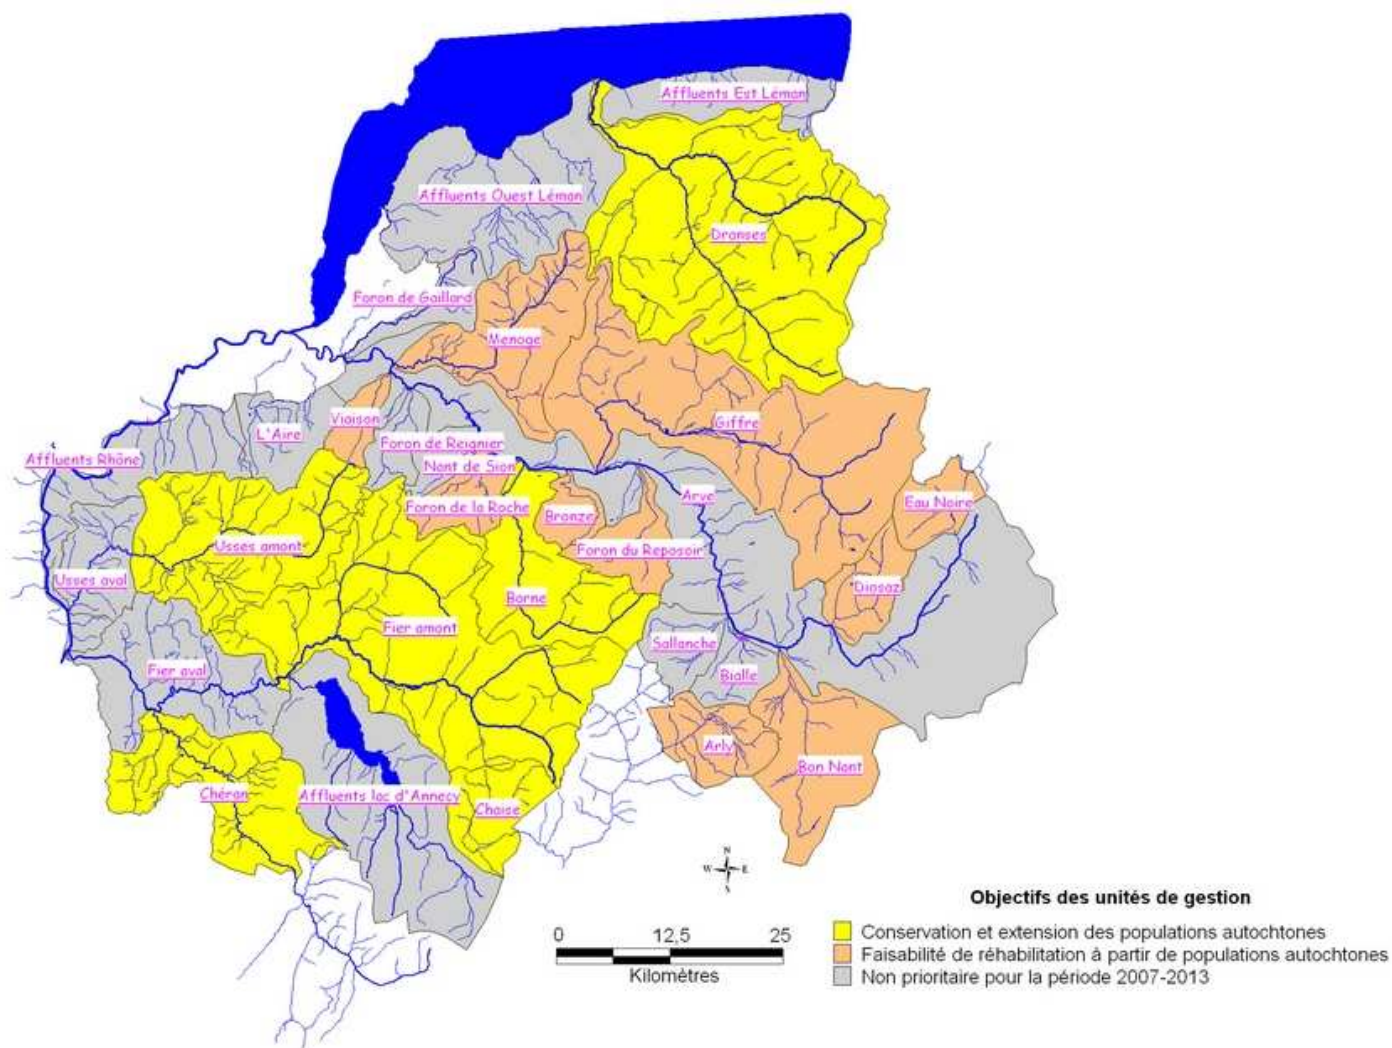 Affluents Est Léman
Affluents Ouest Léman
Dranses
Foron de Gaillard
Menoge
Viaison
L'Aire
Giffre
Foron de Reignier
Affluents Rhône
Nant de Sion
Arve
Eau Noire
Foron de la Roche
Bronze
Usses amont
Foron du Reposoir
Usses aval
Diosaz
Borne
Fier amont
Sallanche
Fier aval
Bialle
Arly
Bon Nant
Chéran
Affluents lac d'Annecy
Chaise
N
W E
S
Objectifs des unités de gestion
0 12,5 25
Kilomètres
Conservation et extension des populations autochtones
Faisabilité de réhabilitation à partir de populations autochtones
Non prioritaire pour la période 2007-2013